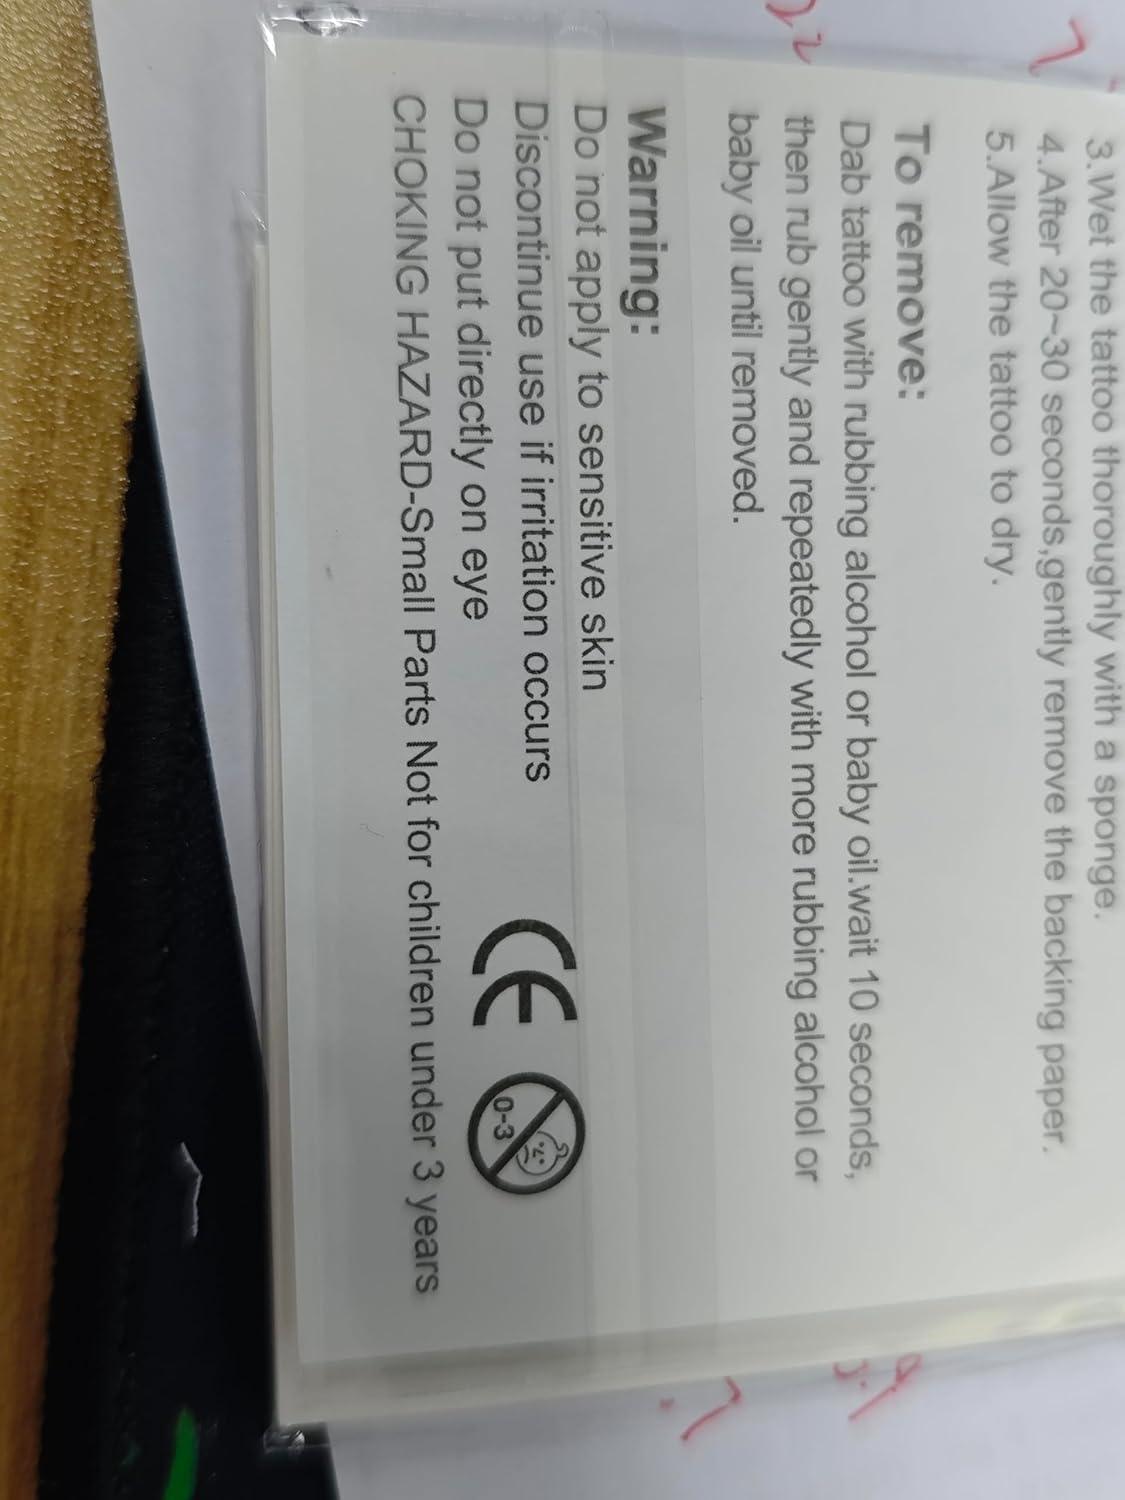 3.Wet the tattoo thoroughly with a sponge.
4.After 20~30 seconds,gently remove the backing paper.
5.Allow the tattoo to dry.
To remove:
Dab tattoo with rubbing alcohol or baby oil.wait 10 seconds,
then rub gently and repeatedly with more rubbing alcohol or
baby oil until removed.
Warning:
Do not apply to sensitive skin
Discontinue use if irritation occurs
Do not put directly on eye
CHOKING HAZARD-Small Parts Not for children under 3 years
CE
0-3